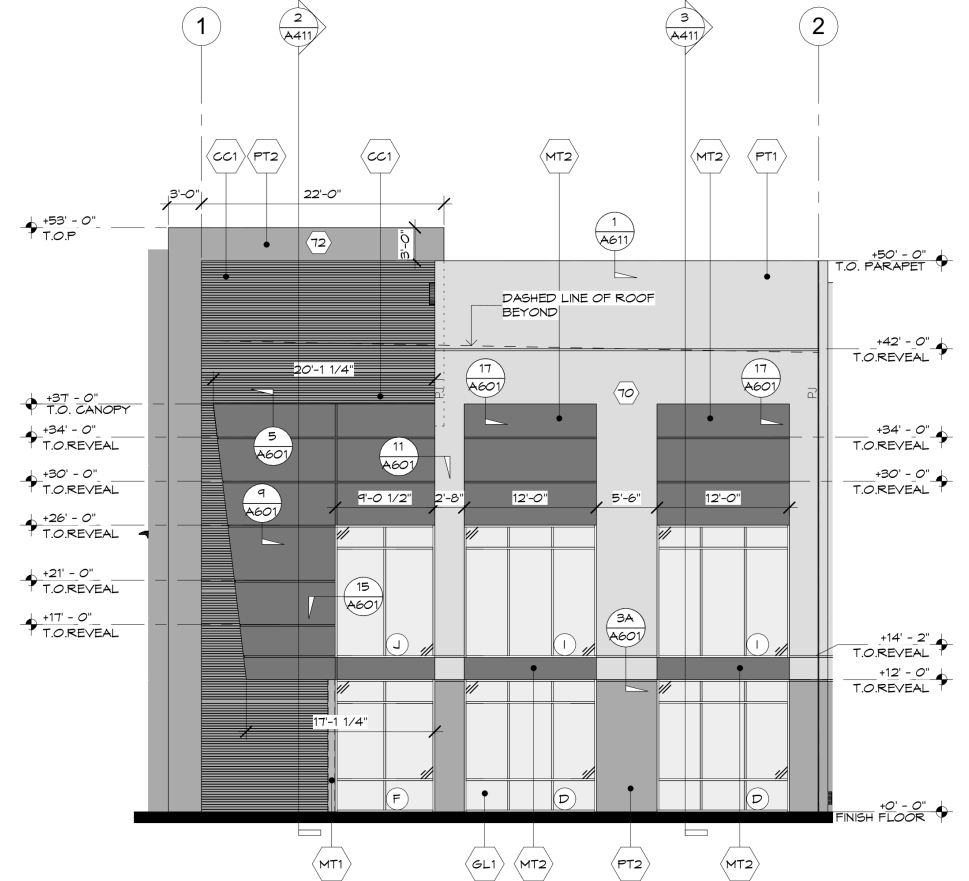 1
2
A411
3
A411
2
CC1
PT2
CC1
MT2
MT2
PT1
3'-0"
22'-0"
+53' - 0"
T.O.P
72
3'-0"
1
A611
+50' - 0"
T.O. PARAPET
DASHED LINE OF ROOF
BEYOND
+42' - 0"
T.O.REVEAL
20'-1 1/4"
17
A601
17
A601
70
PJ
PJ
+37' - 0"
T.O. CANOPY
+34' - 0"
T.O.REVEAL
5
A601
11
A601
+34' - 0"
T.O.REVEAL
+30' - 0"
T.O.REVEAL
+30' - 0"
T.O.REVEAL
9
A601
9'-0 1/2"
2'-8"
12'-0"
5'-6"
12'-0"
+26' - 0"
T.O.REVEAL
+21' - 0"
T.O.REVEAL
15
A601
+17' - 0"
T.O.REVEAL
3A
A601
J
I
I
+14' - 2"
T.O.REVEAL
MT2
MT2
+12' - 0"
T.O.REVEAL
17'-1 1/4"
F
D
D
+0' - 0"
FINISH FLOOR
MT1
GL1
MT2
PT2
MT2